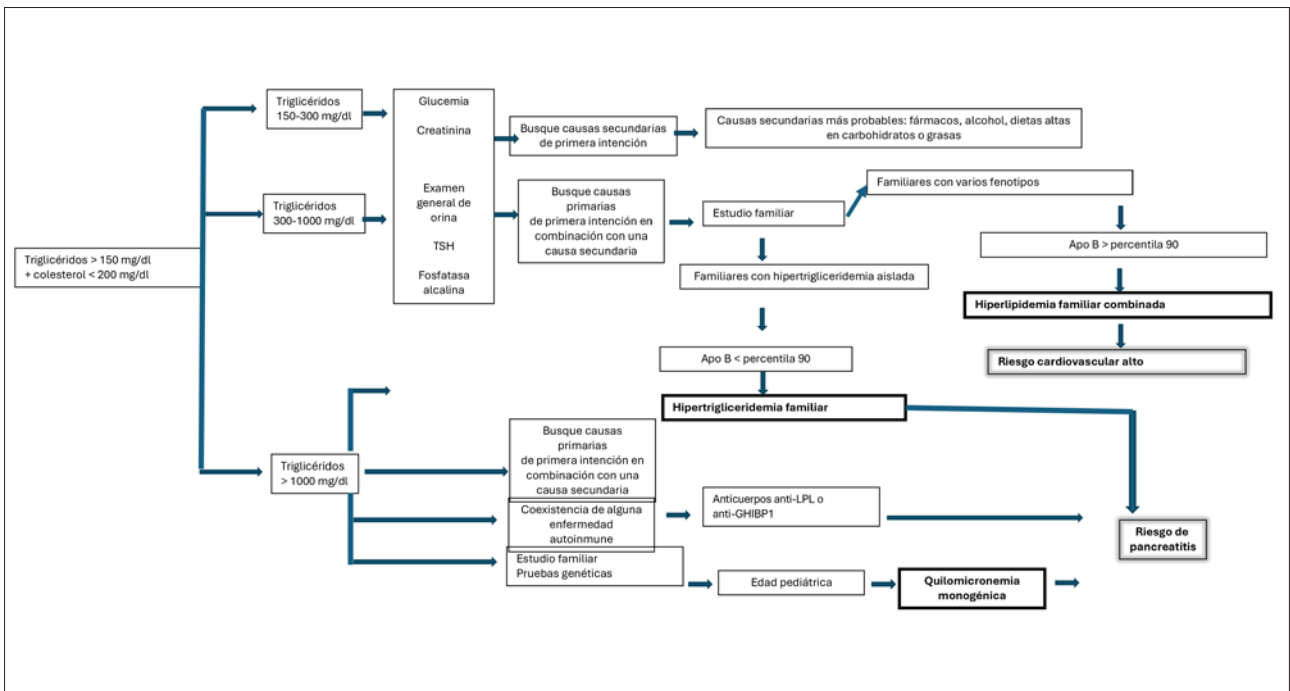 Triglicéridos > 150 mg/dl
+ colesterol < 200 mg/dl
Triglicéridos
150-300 mg/dl
Triglicéridos
300-1000 mg/dl
Triglicéridos
> 1000 mg/dl
Glucemia
Creatinina
Examen
general de
orina
TSH
Fosfatasa
alcalina
Busque causas secundarias
de primera intención
Causas secundarias más probables: fármacos, alcohol, dietas altas
en carbohidratos o grasas
Busque causas
primarias
de primera intención en
combinación con una
causa secundaria
Estudio familiar
Familiares con varios fenotipos
Apo B > percentila 90
Hiperlipidemia familiar combinada
Riesgo cardiovascular alto
Familiares con hipertrigliceridemia aislada
Apo B < percentila 90
Hipertrigliceridemia familiar
Busque causas
primarias
de primera intención en
combinación con una
causa secundaria
Coexistencia de alguna
enfermedad
autoinmune
Anticuerpos anti-LPL o
anti-GHIBP1
Estudio familiar
Pruebas genéticas
Edad pediátrica
Quilomicronemia
monogénica
Riesgo de
pancreatitis